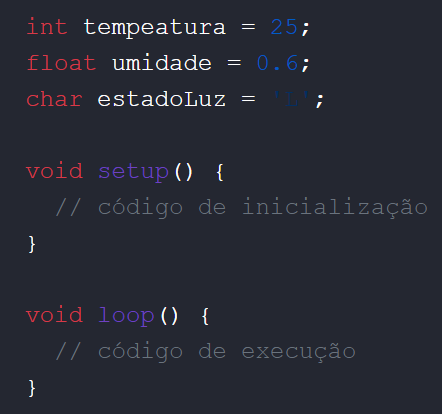 int tempeatura = 25;
float umidade = 0.6;
char estadoLuz = 'L';
void setup() {
// código de inicialização
}
void loop() {
// código de execução
}